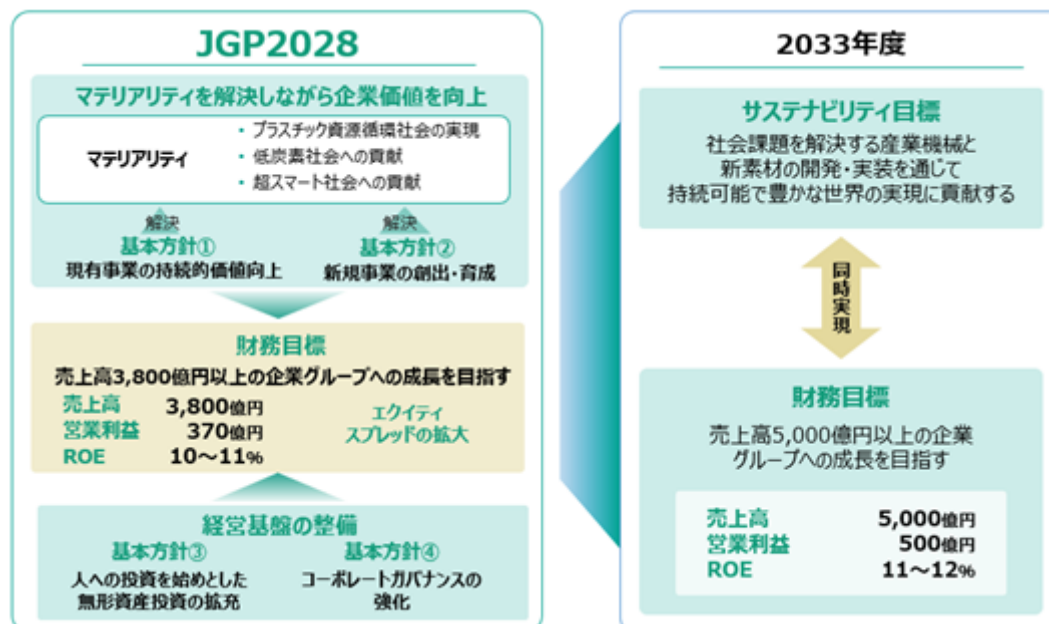 JGP2028
マテリアリティを解決しながら企業価値を向上
マテリアリティ
• プラスチック資源循環社会の実現
• 低炭素社会への貢献
• 超スマート社会への貢献
解決
解決
基本方針①
現有事業の持続的価値向上
基本方針②
新規事業の創出・育成
財務目標
売上高3,800億円以上の企業グループへの成長を目指す
売上高 3,800億円
営業利益 370億円
ROE 10～11%
エクイティ
スプレッドの拡大
経営基盤の整備
基本方針③
人への投資を始めとした
無形資産投資の拡充
基本方針④
コーポレートガバナンスの
強化
2033年度
サステナビリティ目標
社会課題を解決する産業機械と
新素材の開発・実装を通じて
持続可能で豊かな世界の実現に貢献する
同時実現
財務目標
売上高5,000億円以上の企業
グループへの成長を目指す
売上高 5,000億円
営業利益 500億円
ROE 11～12%